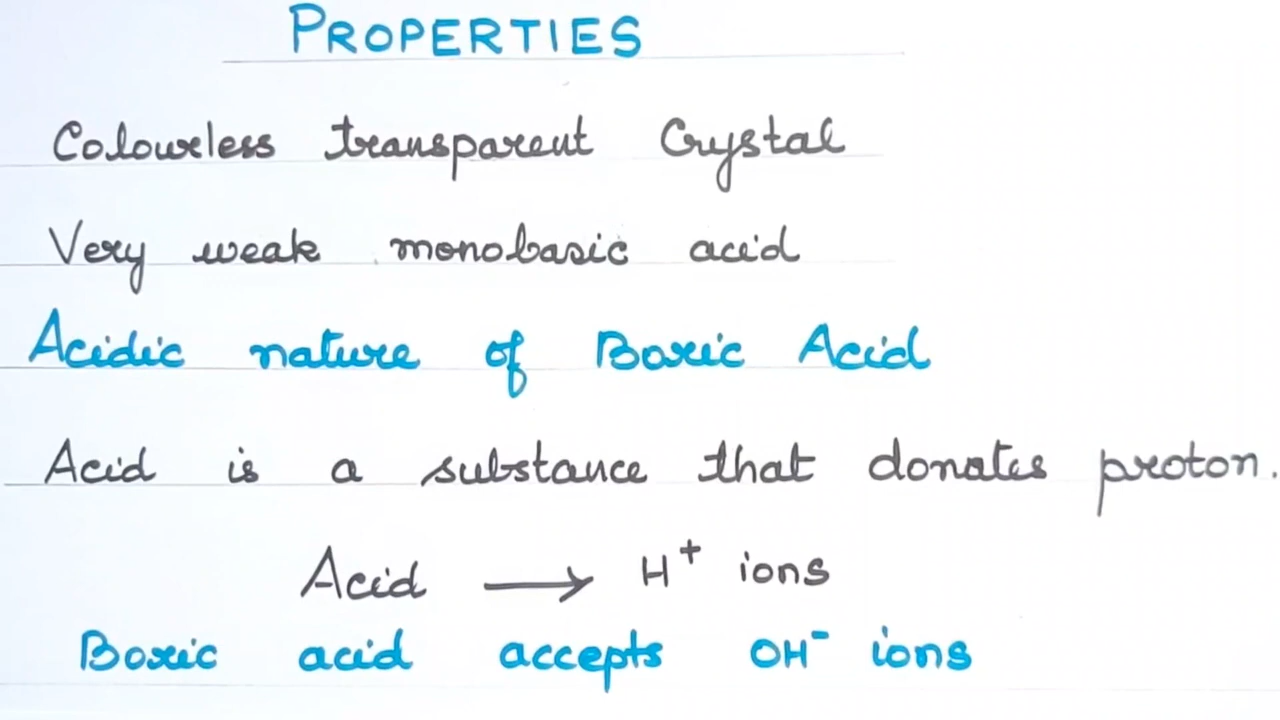 PROPERTIES
Colourless transparent Crystal
Very weak monobasic acid
Acidic nature of Boric Acid
Acid is a substance that donates proton.
Acid ⟶ H⁺ ions
Boric acid accepts OH⁻ ions